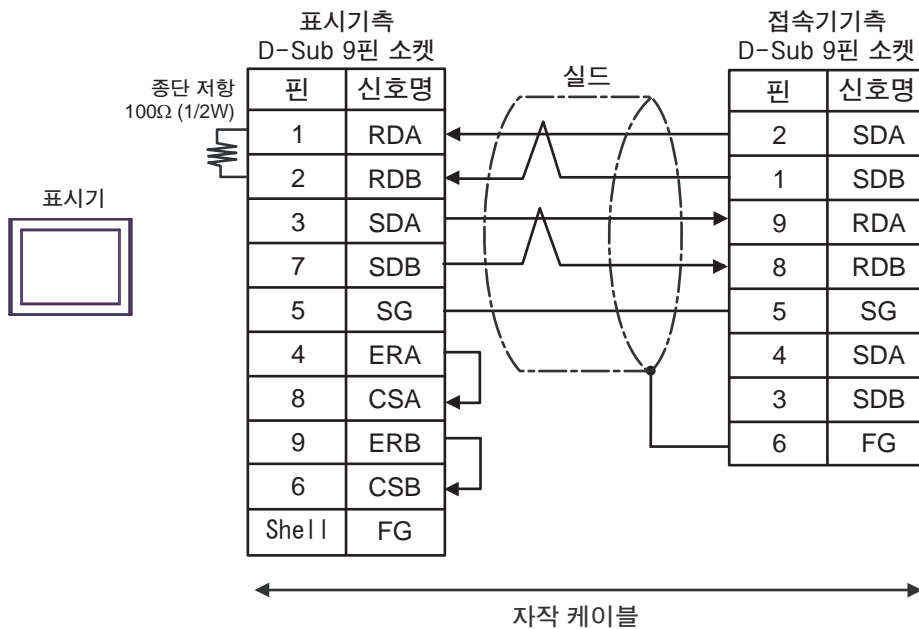 표시기측
D-Sub 9핀 소켓
접속기기측
D-Sub 9핀 소켓
종단 저항
100Ω (1/2W)
실드
표시기
핀 신호명
1 RDA
2 RDB
3 SDA
7 SDB
5 SG
4 ERA
8 CSA
9 ERB
6 CSB
Shell FG
핀 신호명
2 SDA
1 SDB
9 RDA
8 RDB
5 SG
4 SDA
3 SDB
6 FG
자작 케이블